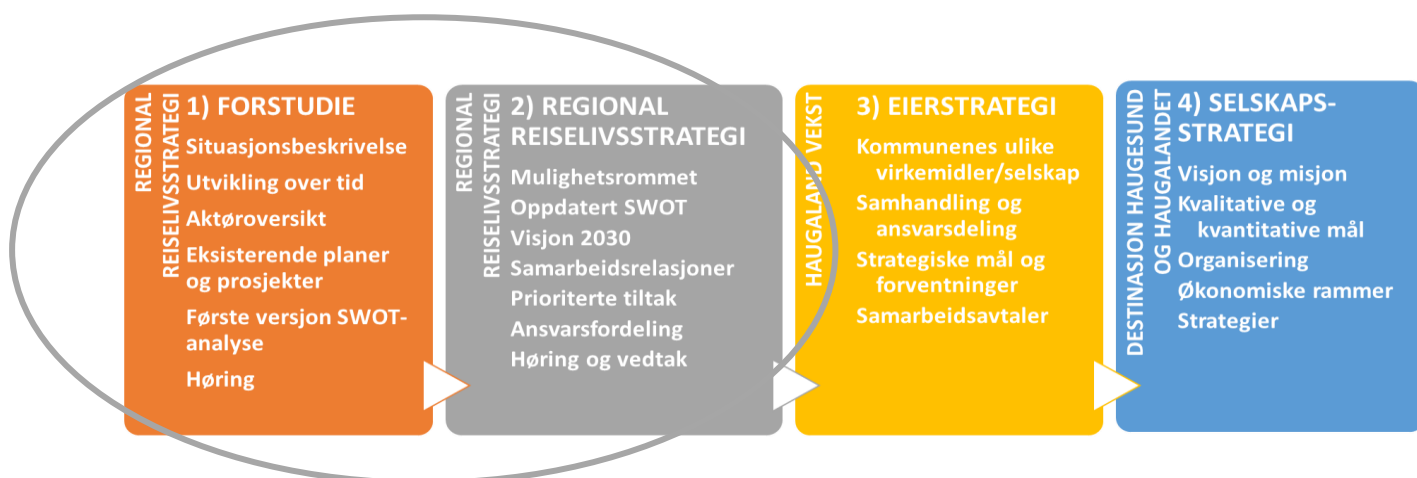 REGIONAL
REISELIVSSTRATEGI
1) FORSTUDIE
Situasjonsbeskrivelse
Utvikling over tid
Aktøroversikt
Eksisterende planer
og prosjekter
Første versjon SWOT-
analyse
Høring
REGIONAL
REISELIVSSTRATEGI
2) REGIONAL
REISELIVSSTRATEGI
Mulighetsrommet
Oppdatert SWOT
Visjon 2030
Samarbeidsrelasjoner
Prioriterte tiltak
Ansvarsfordeling
Høring og vedtak
HAUGALAND VEKST
3) EIERSTRATEGI
Kommunenes ulike
virkemidler/selskap
Samhandling og
ansvarsdeling
Strategiske mål og
forventninger
Samarbeidsavtaler
DESTINASJON HAUGESUND
OG HAUGALANDET
4) SELSKAPS-
STRATEGI
Visjon og misjon
Kvalitative og
kvantitative mål
Organisering
Økonomiske rammer
Strategier